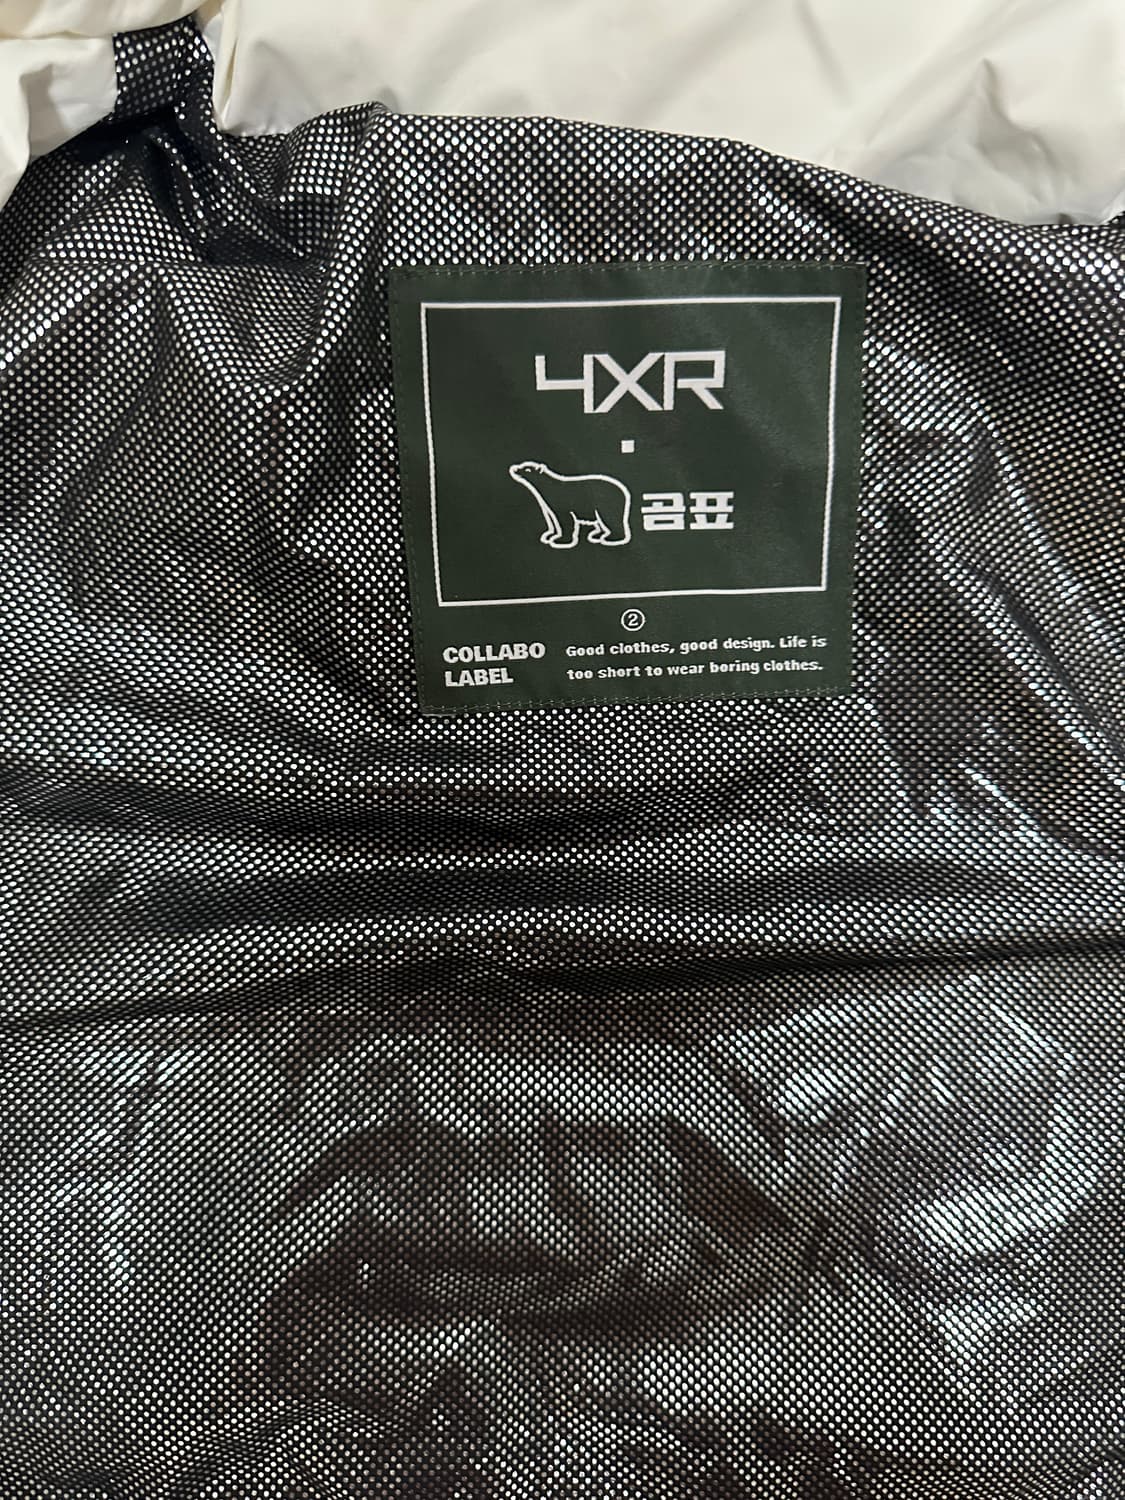 4XR
곰표
②
COLLABO
LABEL
Good clothes, good design. Life is
too short to wear boring clothes.